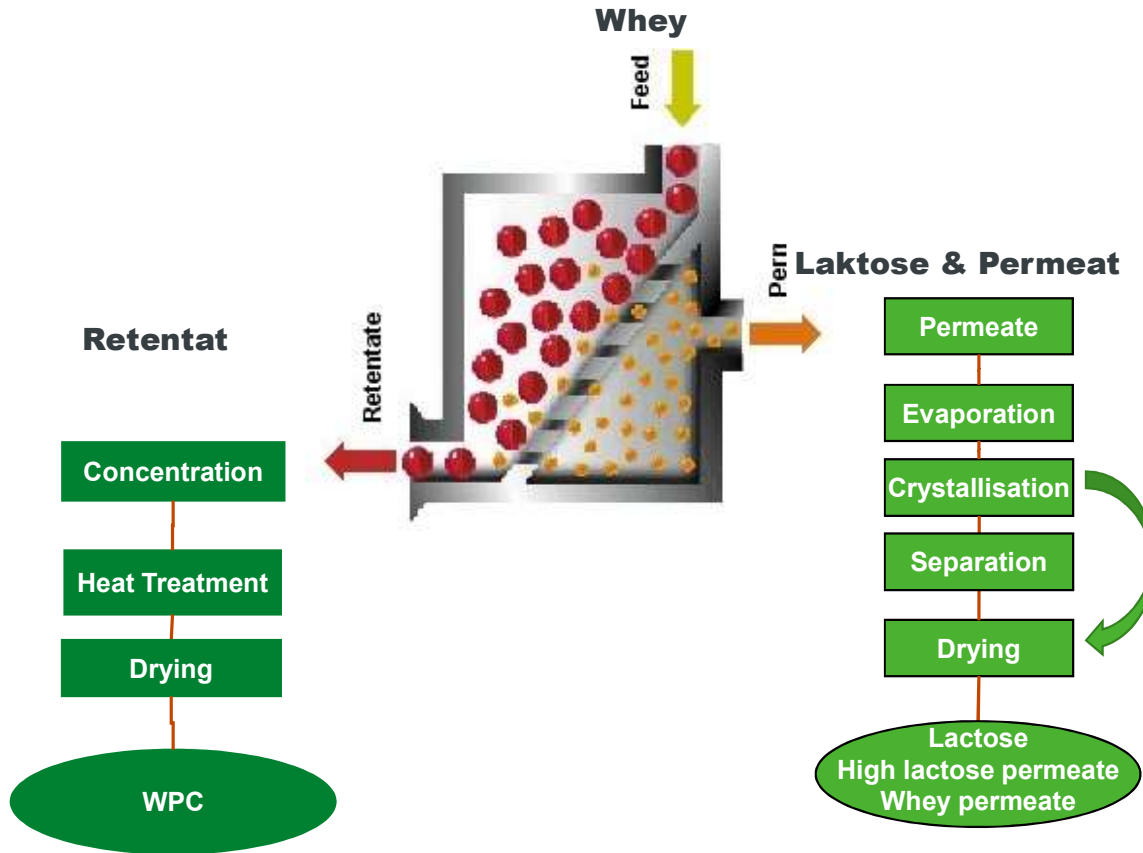 Whey
Feed
Retentat
Retentate
Concentration
Heat Treatment
Drying
WPC
Pern
Laktose & Permeat
Permeate
Evaporation
Crystallisation
Separation
Drying
Lactose
High lactose permeate
Whey permeate